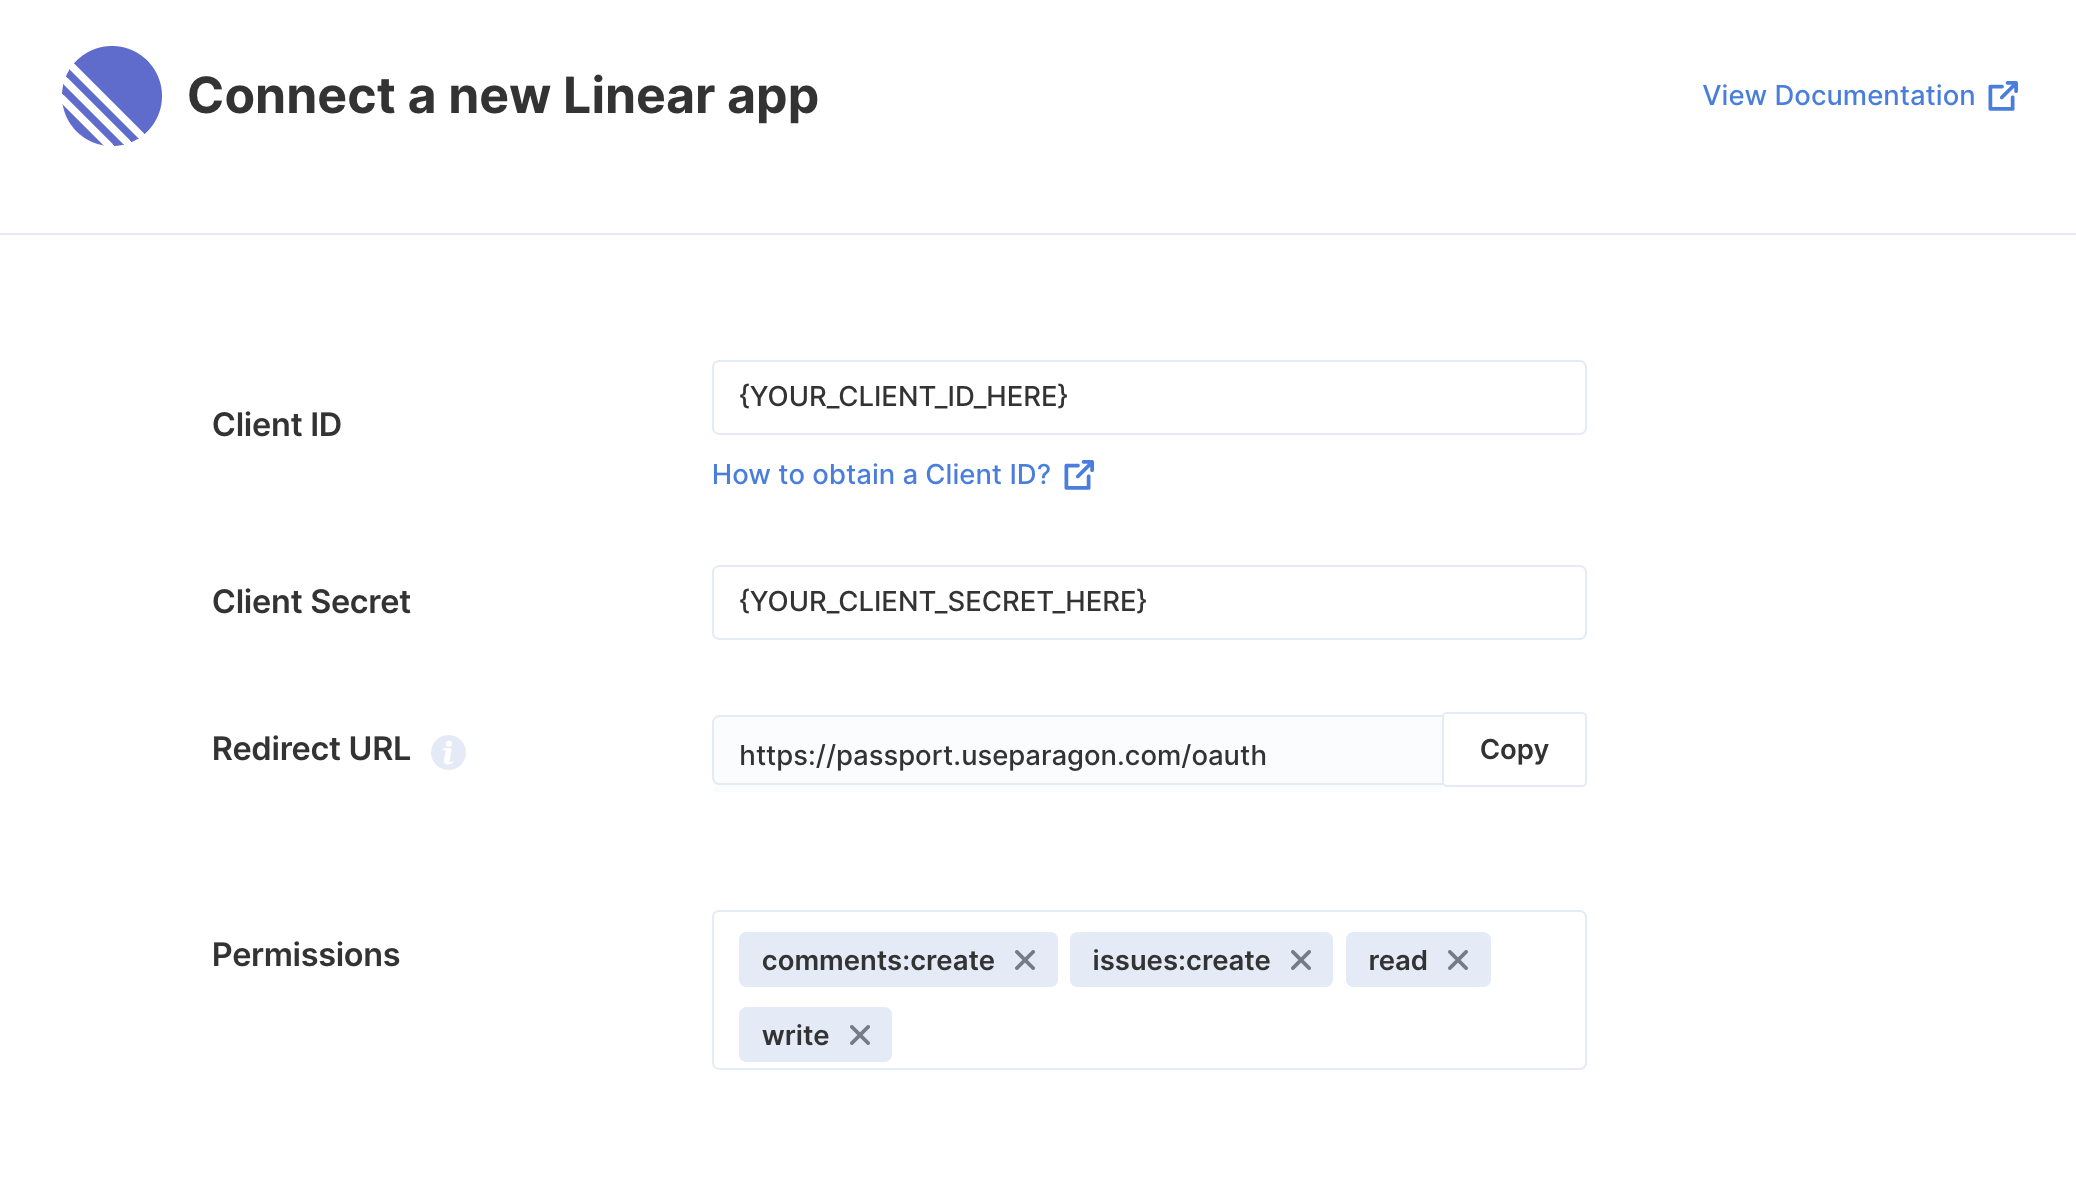 Connect a new Linear app
View Documentation
Client ID
{YOUR_CLIENT_ID_HERE}
How to obtain a Client ID?
Client Secret
{YOUR_CLIENT_SECRET_HERE}
Redirect URL i
https://passport.useparagon.com/oauth
Copy
Permissions
comments:create issues:create read
write